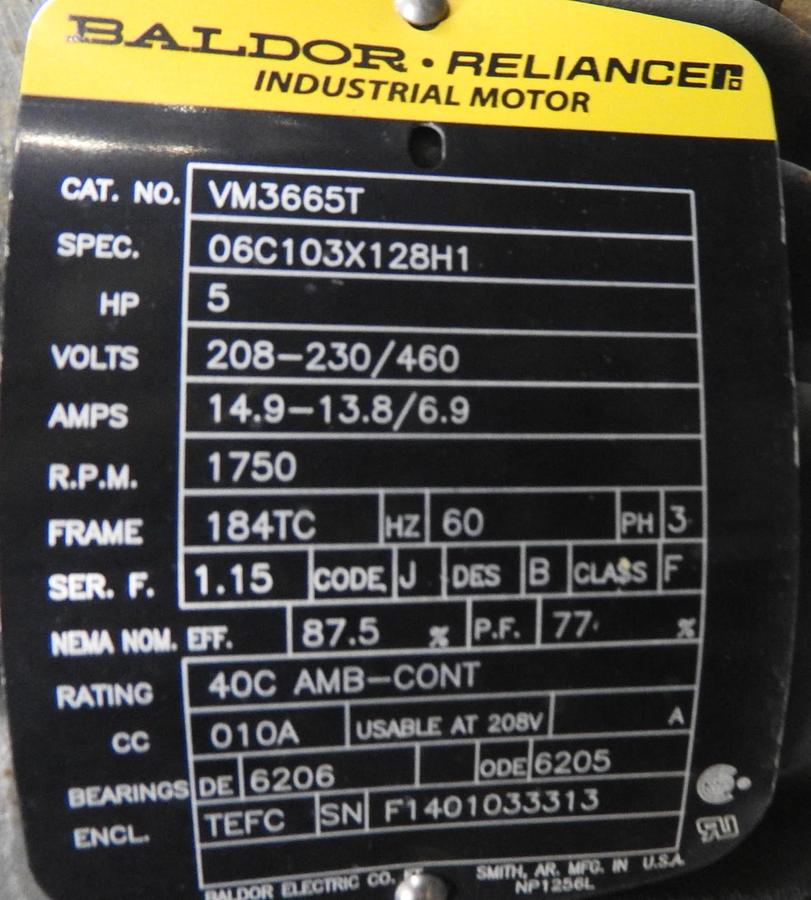 BALDOR · RELIANCER
INDUSTRIAL MOTOR
CAT. NO. VM3665T
SPEC. 06C103X128H1
HP 5
VOLTS 208-230/460
AMPS 14.9-13.8/6.9
R.P.M. 1750
FRAME 184TC HZ 60 PH 3
SER. F. 1.15 CODE J DES B CLASS F
NEMA NOM. EFF. 87.5 % P.F. 77 %
RATING 40C AMB-CONT
CC 010A USABLE AT 208V A
BEARINGS DE 6206 ODE 6205
ENCL. TEFC SN F1401033313
BALDOR ELECTRIC CO. SMITH, AR. MFG. IN U.S.A.
NP1256L